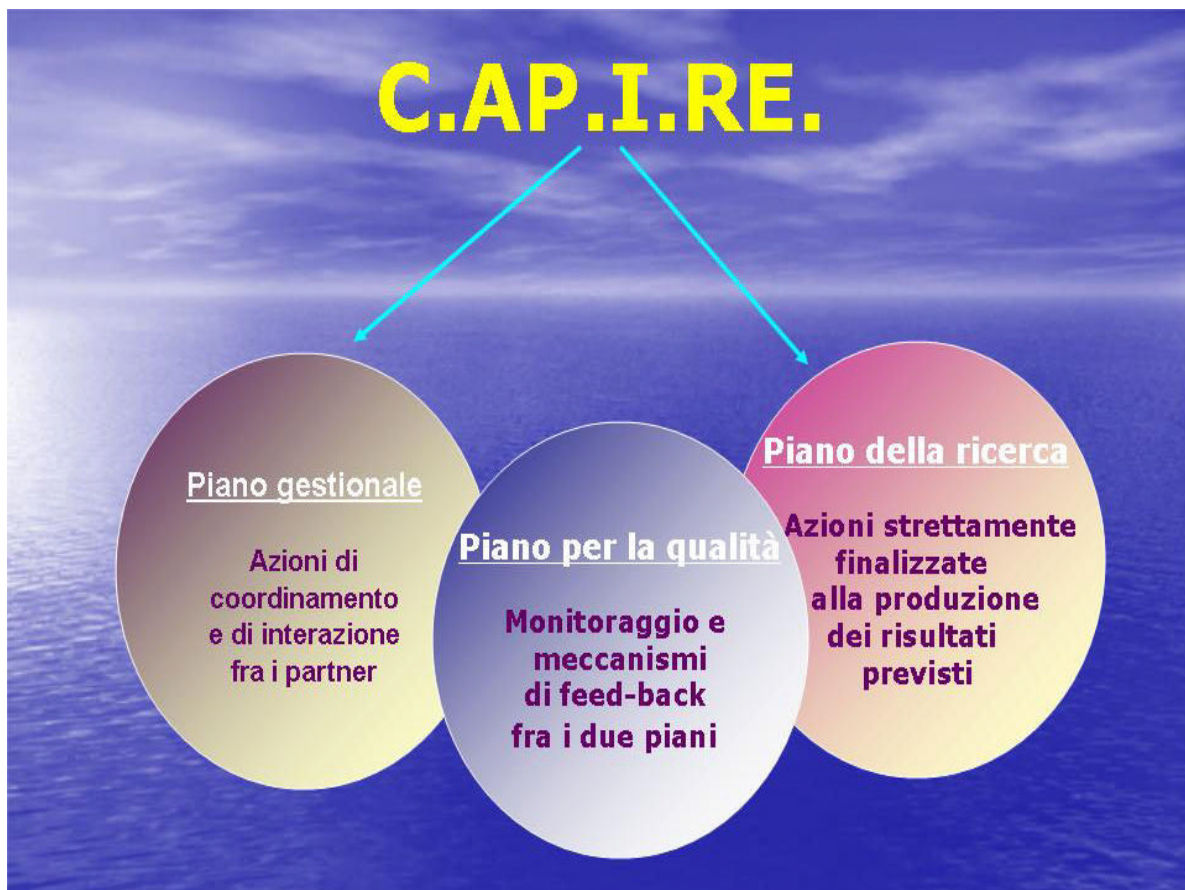 C.AP.I.RE.
Piano gestionale
Azioni di
coordinamento
e di interazione
fra i partner
Piano per la qualità
Monitoraggio e
meccanismi
di feed-back
fra i due piani
Piano della ricerca
Azioni strettamente
finalizzate
alla produzione
dei risultati
previsti